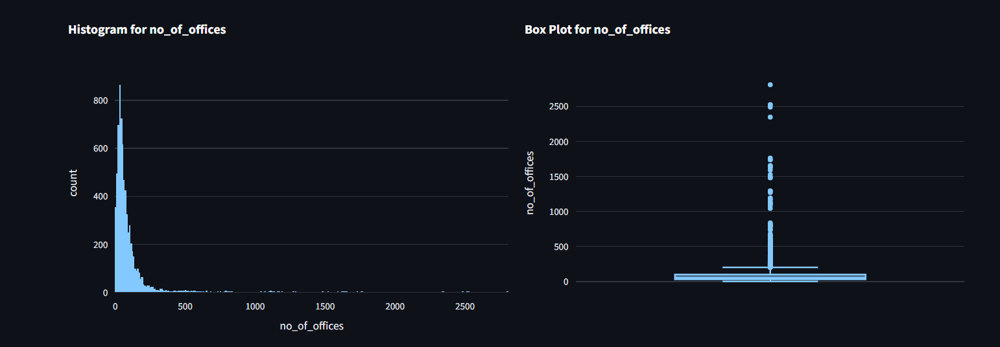 Histogram for no_of_offices
800
600
400
200
0
count
0 500 1000 1500 2000 2500
no_of_offices
Box Plot for no_of_offices
2500
2000
1500
1000
500
0
no_of_offices